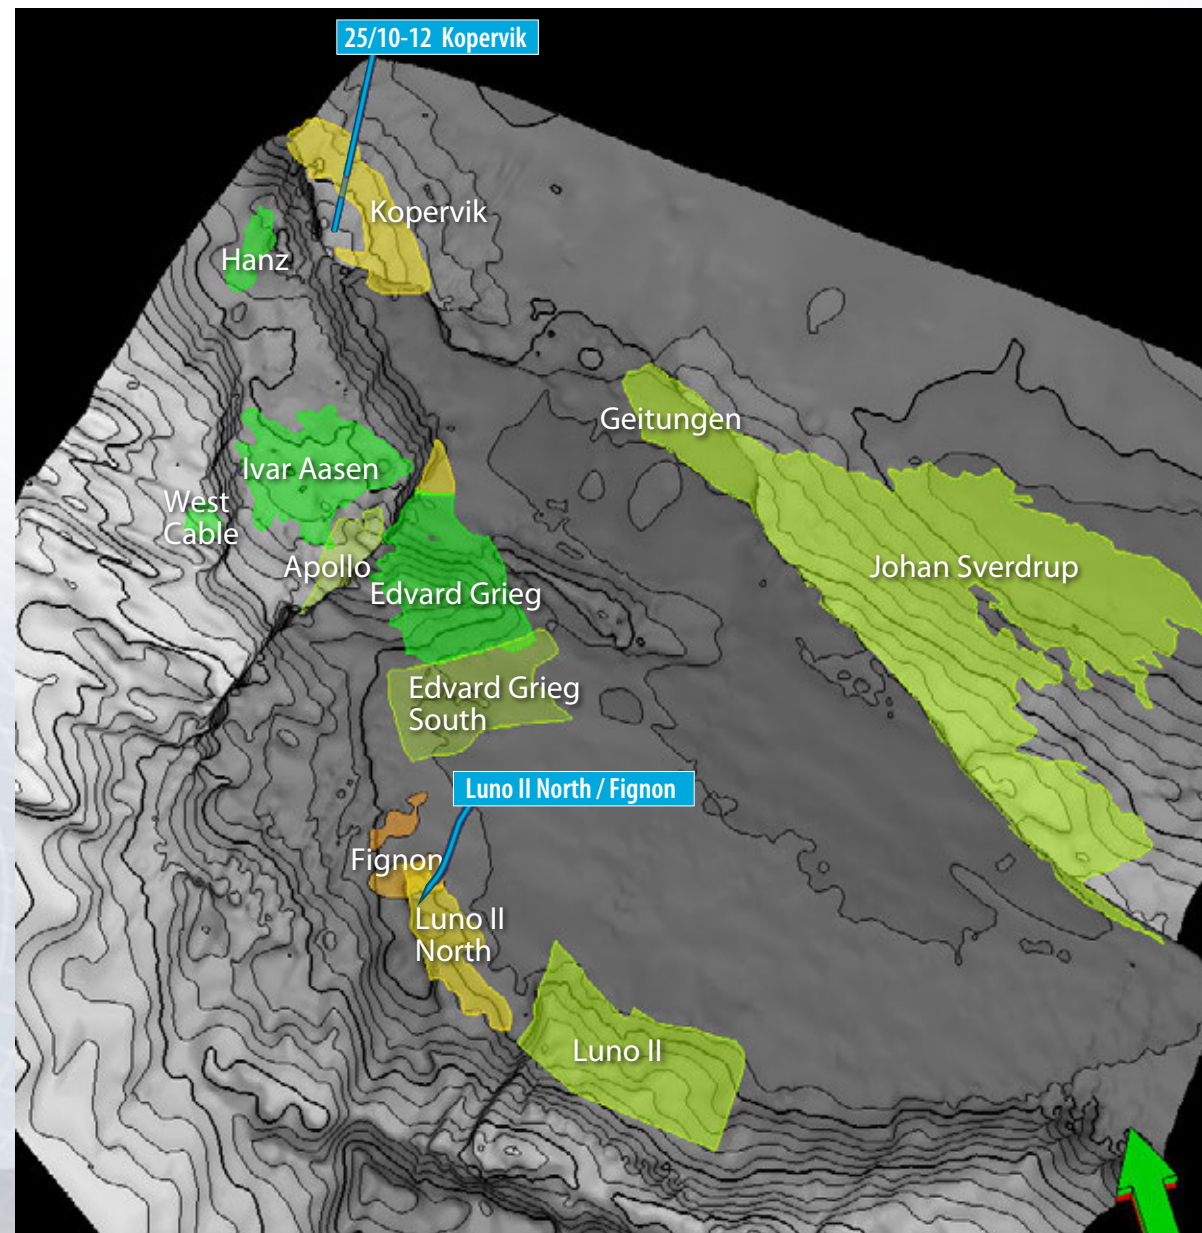 25/10-12 Kopervik
Kopervik
Hanz
Geitungen
Ivar Aasen
West
Cable
Apollo
Edvard Grieg
Johan Sverdrup
Edvard Grieg
South
Luno II North / Fignon
Fignon
Luno II
North
Luno II